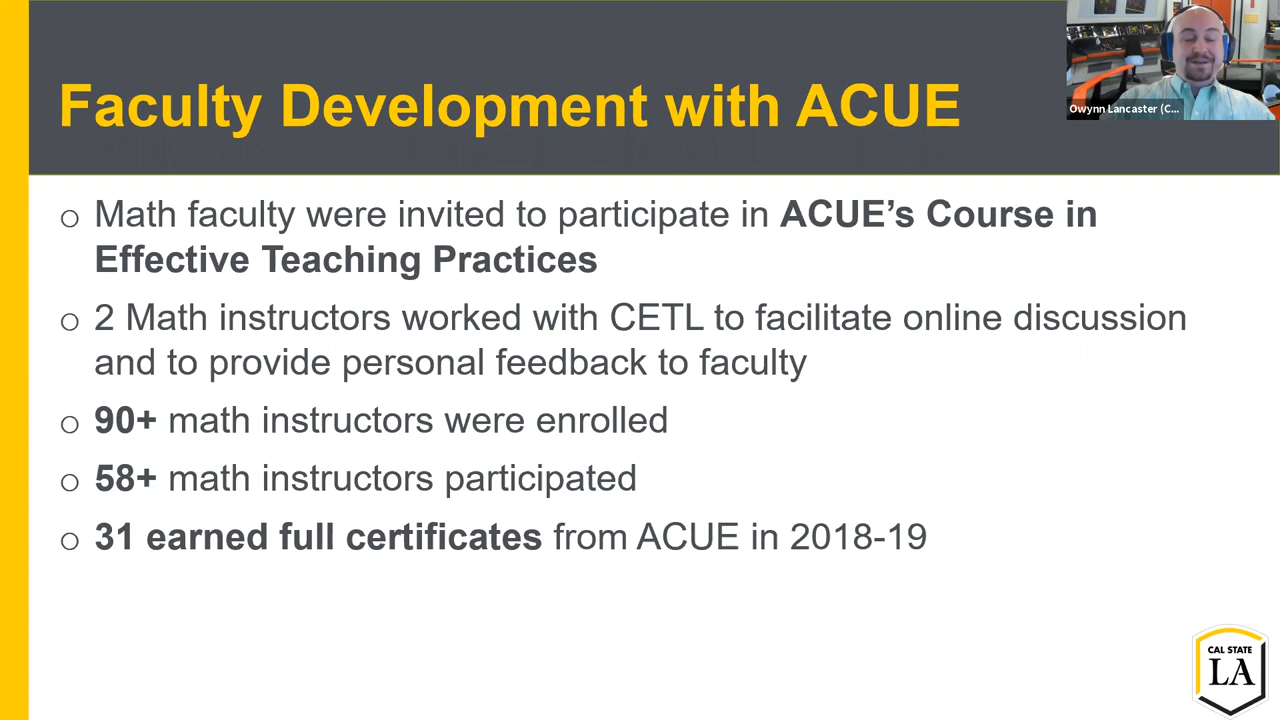 Faculty Development with ACUE
Owynn Lancaster (C...
○ Math faculty were invited to participate in ACUE’s Course in
Effective Teaching Practices
○ 2 Math instructors worked with CETL to facilitate online discussion
and to provide personal feedback to faculty
○ 90+ math instructors were enrolled
○ 58+ math instructors participated
○ 31 earned full certificates from ACUE in 2018-19
CAL STATE
LA